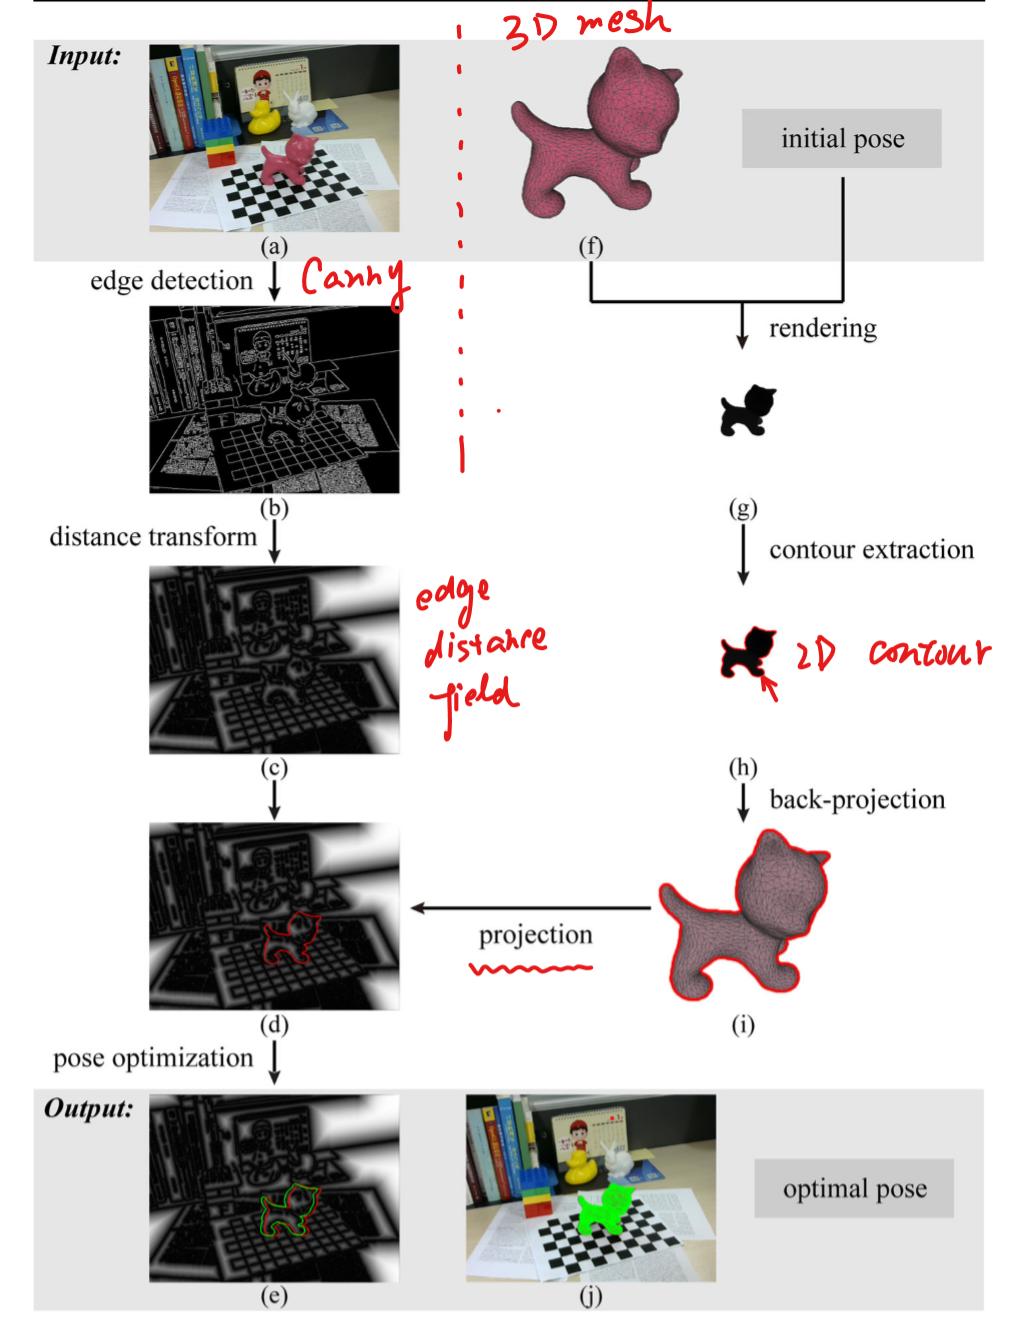 3D mesh
Input:
initial pose
(a)
(f)
edge detection
Canny
rendering
(b)
(g)
distance transform
contour extraction
edge
distance
field
2D contour
(c)
(h)
back-projection
projection
(d)
(i)
pose optimization
Output:
optimal pose
(e)
(j)